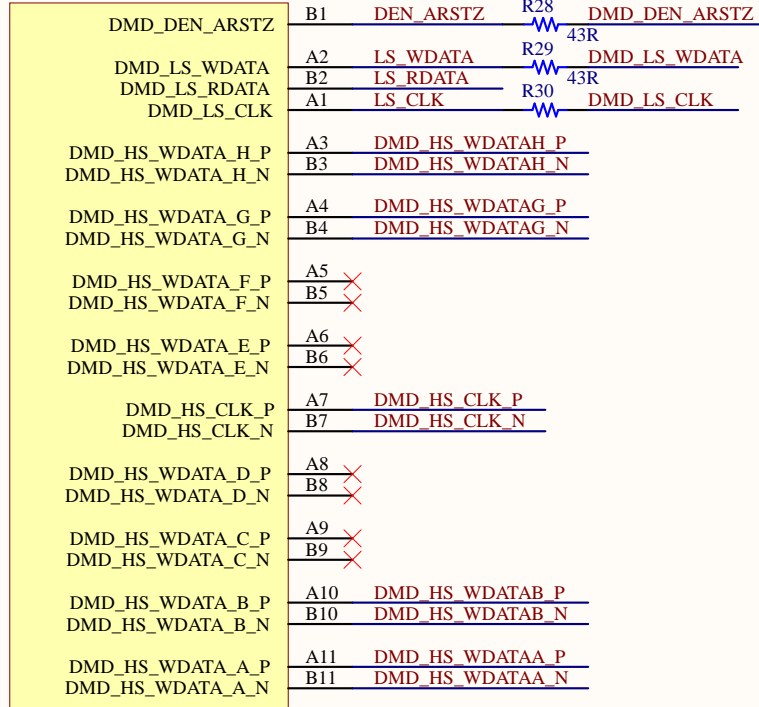 DMD_DEN_ARSTZ B1 DEN_ARSTZ R28 DMD_DEN_ARSTZ
43R
DMD_LS_WDATA A2 LS_WDATA R29 DMD_LS_WDATA
DMD_LS_RDATA B2 LS_RDATA 43R
DMD_LS_CLK A1 LS_CLK R30 DMD_LS_CLK
DMD_HS_WDATA_H_P A3 DMD_HS_WDATAH_P
DMD_HS_WDATA_H_N B3 DMD_HS_WDATAH_N
DMD_HS_WDATA_G_P A4 DMD_HS_WDATAG_P
DMD_HS_WDATA_G_N B4 DMD_HS_WDATAG_N
DMD_HS_WDATA_F_P A5
DMD_HS_WDATA_F_N B5
DMD_HS_WDATA_E_P A6
DMD_HS_WDATA_E_N B6
DMD_HS_CLK_P A7 DMD_HS_CLK_P
DMD_HS_CLK_N B7 DMD_HS_CLK_N
DMD_HS_WDATA_D_P A8
DMD_HS_WDATA_D_N B8
DMD_HS_WDATA_C_P A9
DMD_HS_WDATA_C_N B9
DMD_HS_WDATA_B_P A10 DMD_HS_WDATAB_P
DMD_HS_WDATA_B_N B10 DMD_HS_WDATAB_N
DMD_HS_WDATA_A_P A11 DMD_HS_WDATAA_P
DMD_HS_WDATA_A_N B11 DMD_HS_WDATAA_N